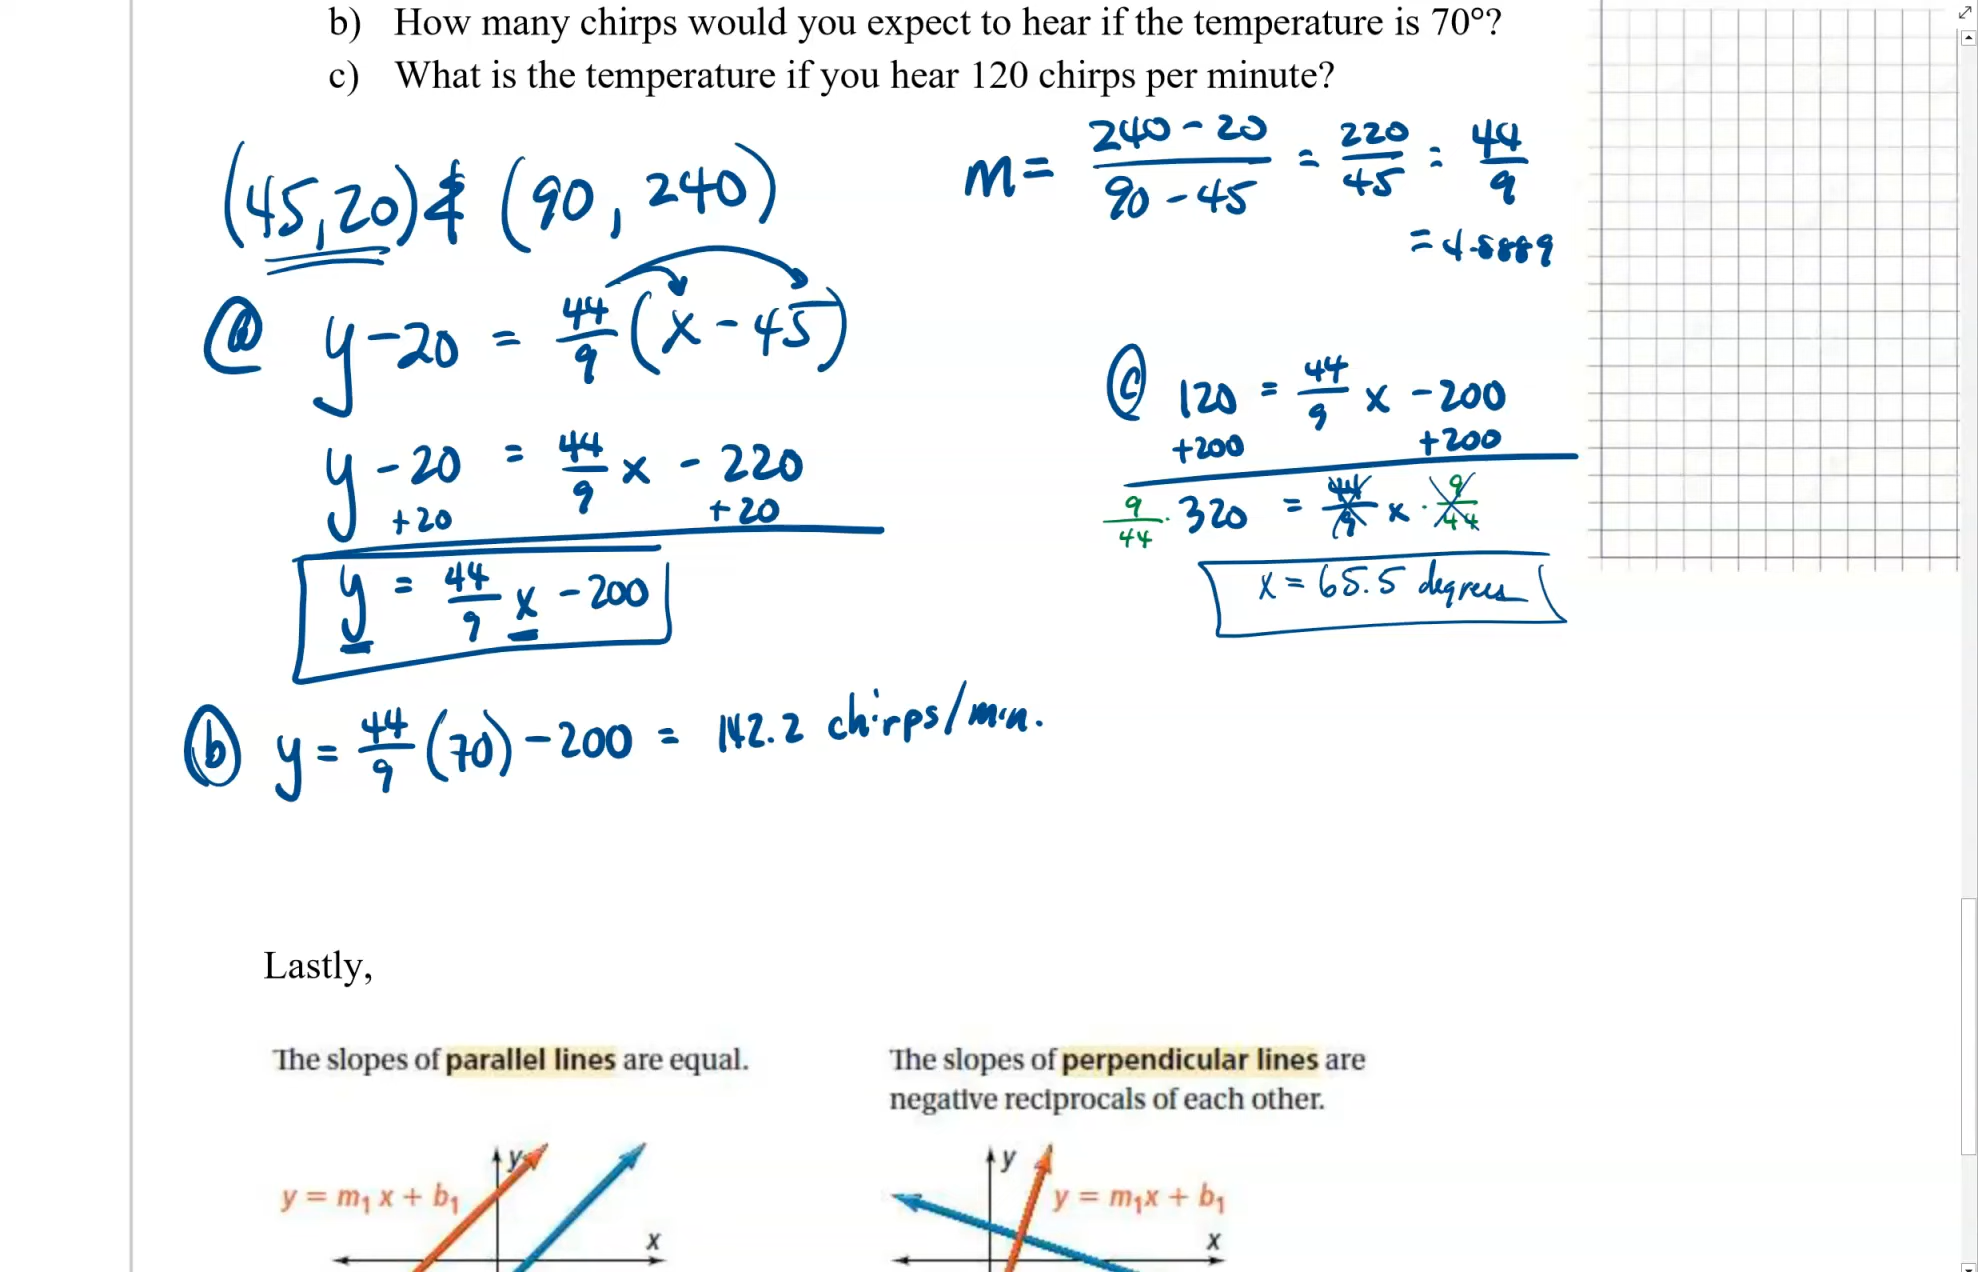 b) How many chirps would you expect to hear if the temperature is 70°?
c) What is the temperature if you hear 120 chirps per minute?
(45,20) & (90, 240)
m = 240 - 20 / 90 - 45 = 220 / 45 = 44 / 9
= 4.8889
a y - 20 = 44/9 (x - 45)
y - 20 = 44/9 x - 220
+20 +20
y = 44/9 x - 200
b y = 44/9 (70) - 200 = 142.2 chirps/min.
c 120 = 44/9 x - 200
+200 +200
9/44 · 320 = 44/9 x · 9/44
x = 65.5 degrees
Lastly,
The slopes of parallel lines are equal.
y = m₁ x + b₁
y
x
The slopes of perpendicular lines are
negative reciprocals of each other.
y
y = m₁x + b₁
x